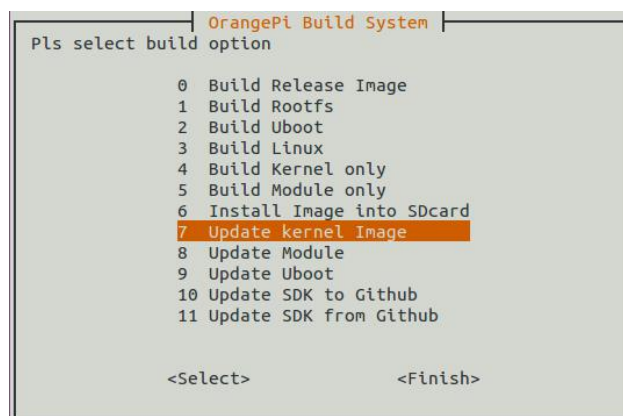 OrangePi Build System
Pls select build option
0 Build Release Image
1 Build Rootfs
2 Build Uboot
3 Build Linux
4 Build Kernel only
5 Build Module only
6 Install Image into SDcard
7 Update kernel Image
8 Update Module
9 Update Uboot
10 Update SDK to Github
11 Update SDK from Github
<Select> <Finish>